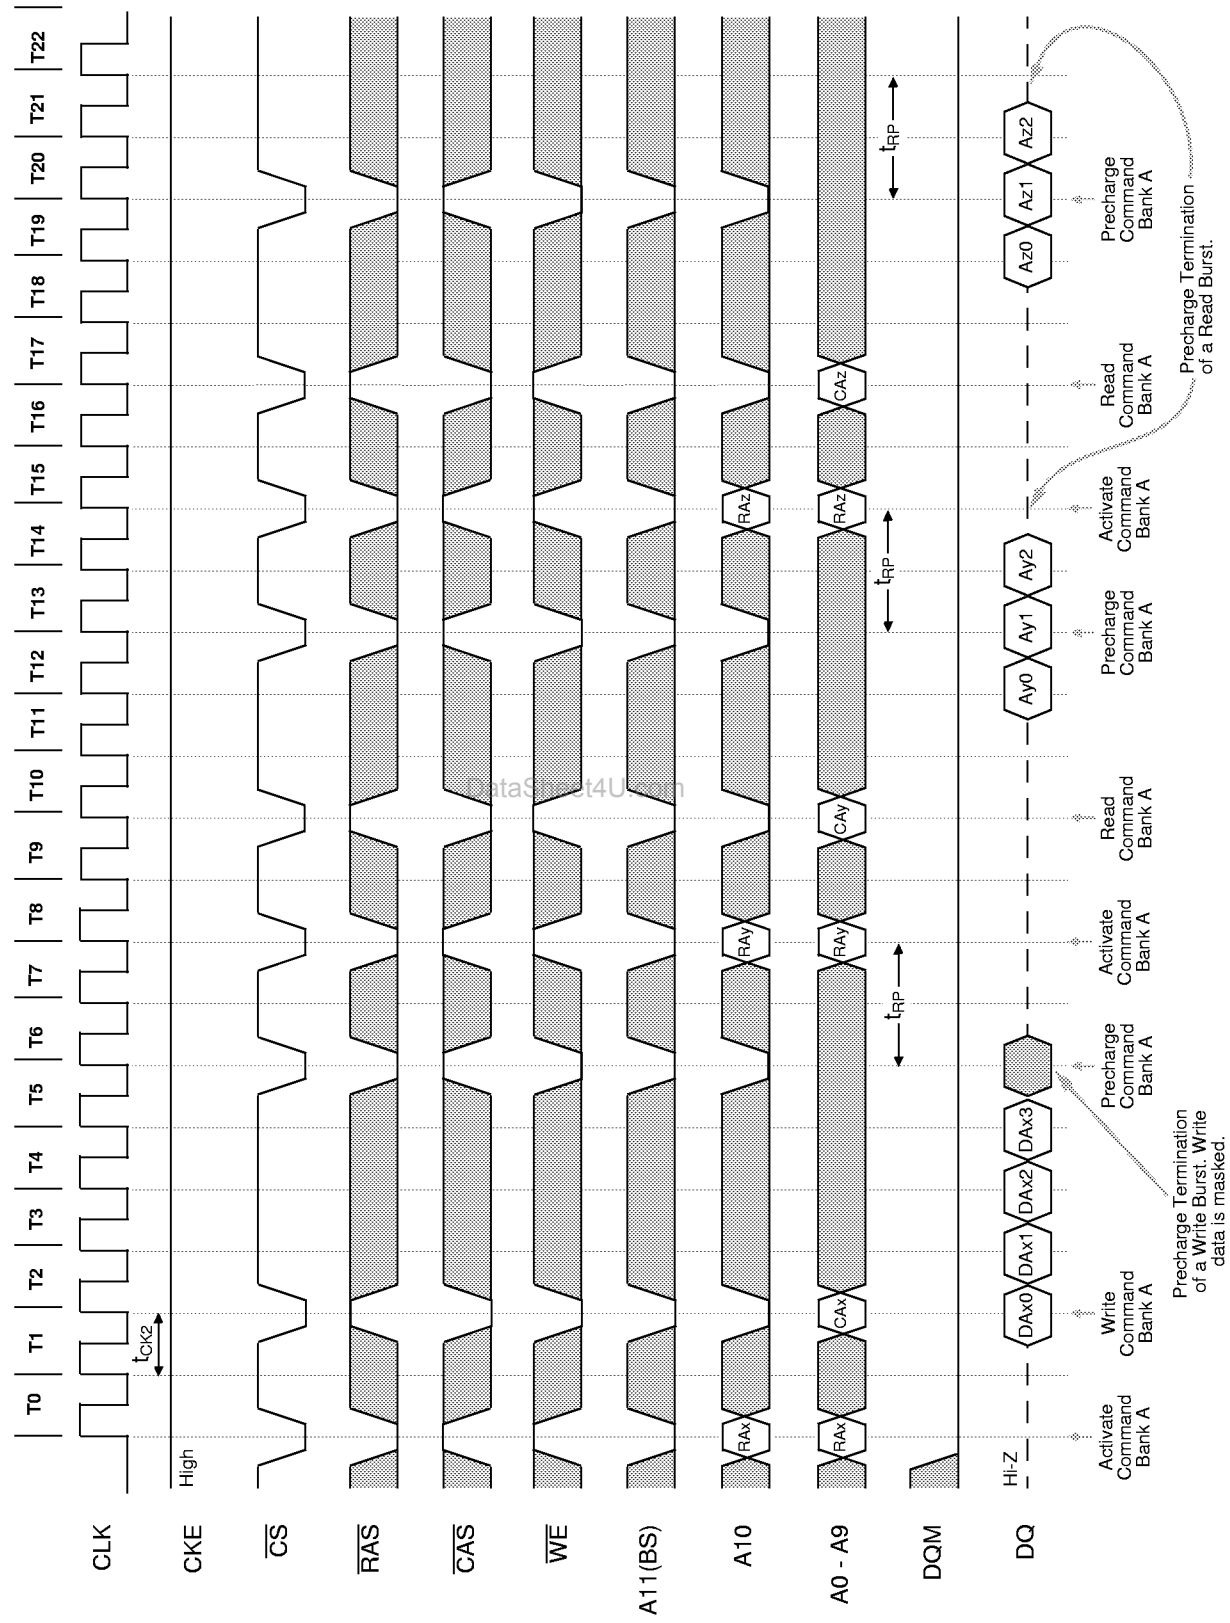 T0 T1 T2 T3 T4 T5 T6 T7 T8 T9 T10 T11 T12 T13 T14 T15 T16 T17 T18 T19 T20 T21 T22
CLK
tCK2
CKE
High
CS
RAS
CAS
DataSheet4U.com
WE
A11(BS)
A10
RAx RAy RAz
A0 - A9
RAx CAx RAy CAy RAz CAz
tRP tRP tRP
DQM
DQ
Hi-Z
DAx0 DAx1 DAx2 DAx3 Ay0 Ay1 Ay2 Az0 Az1 Az2
Activate
Command
Bank A
Write
Command
Bank A
Precharge
Command
Bank A
Activate
Command
Bank A
Read
Command
Bank A
Precharge
Command
Bank A
Activate
Command
Bank A
Read
Command
Bank A
Precharge
Command
Bank A
Precharge Termination
of a Write Burst. Write
data is masked.
Precharge Termination
of a Read Burst.